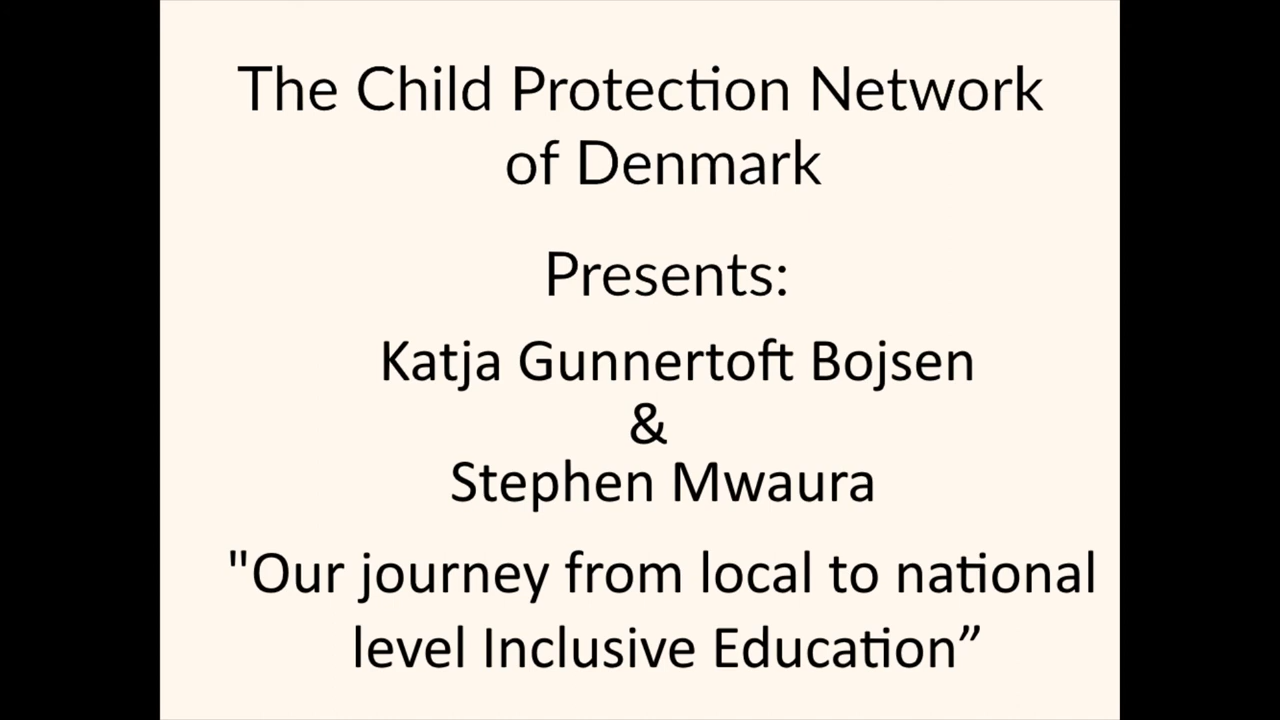 The Child Protection Network
of Denmark
Presents:
Katja Gunnertoft Bojsen
&
Stephen Mwaura
"Our journey from local to national
level Inclusive Education”